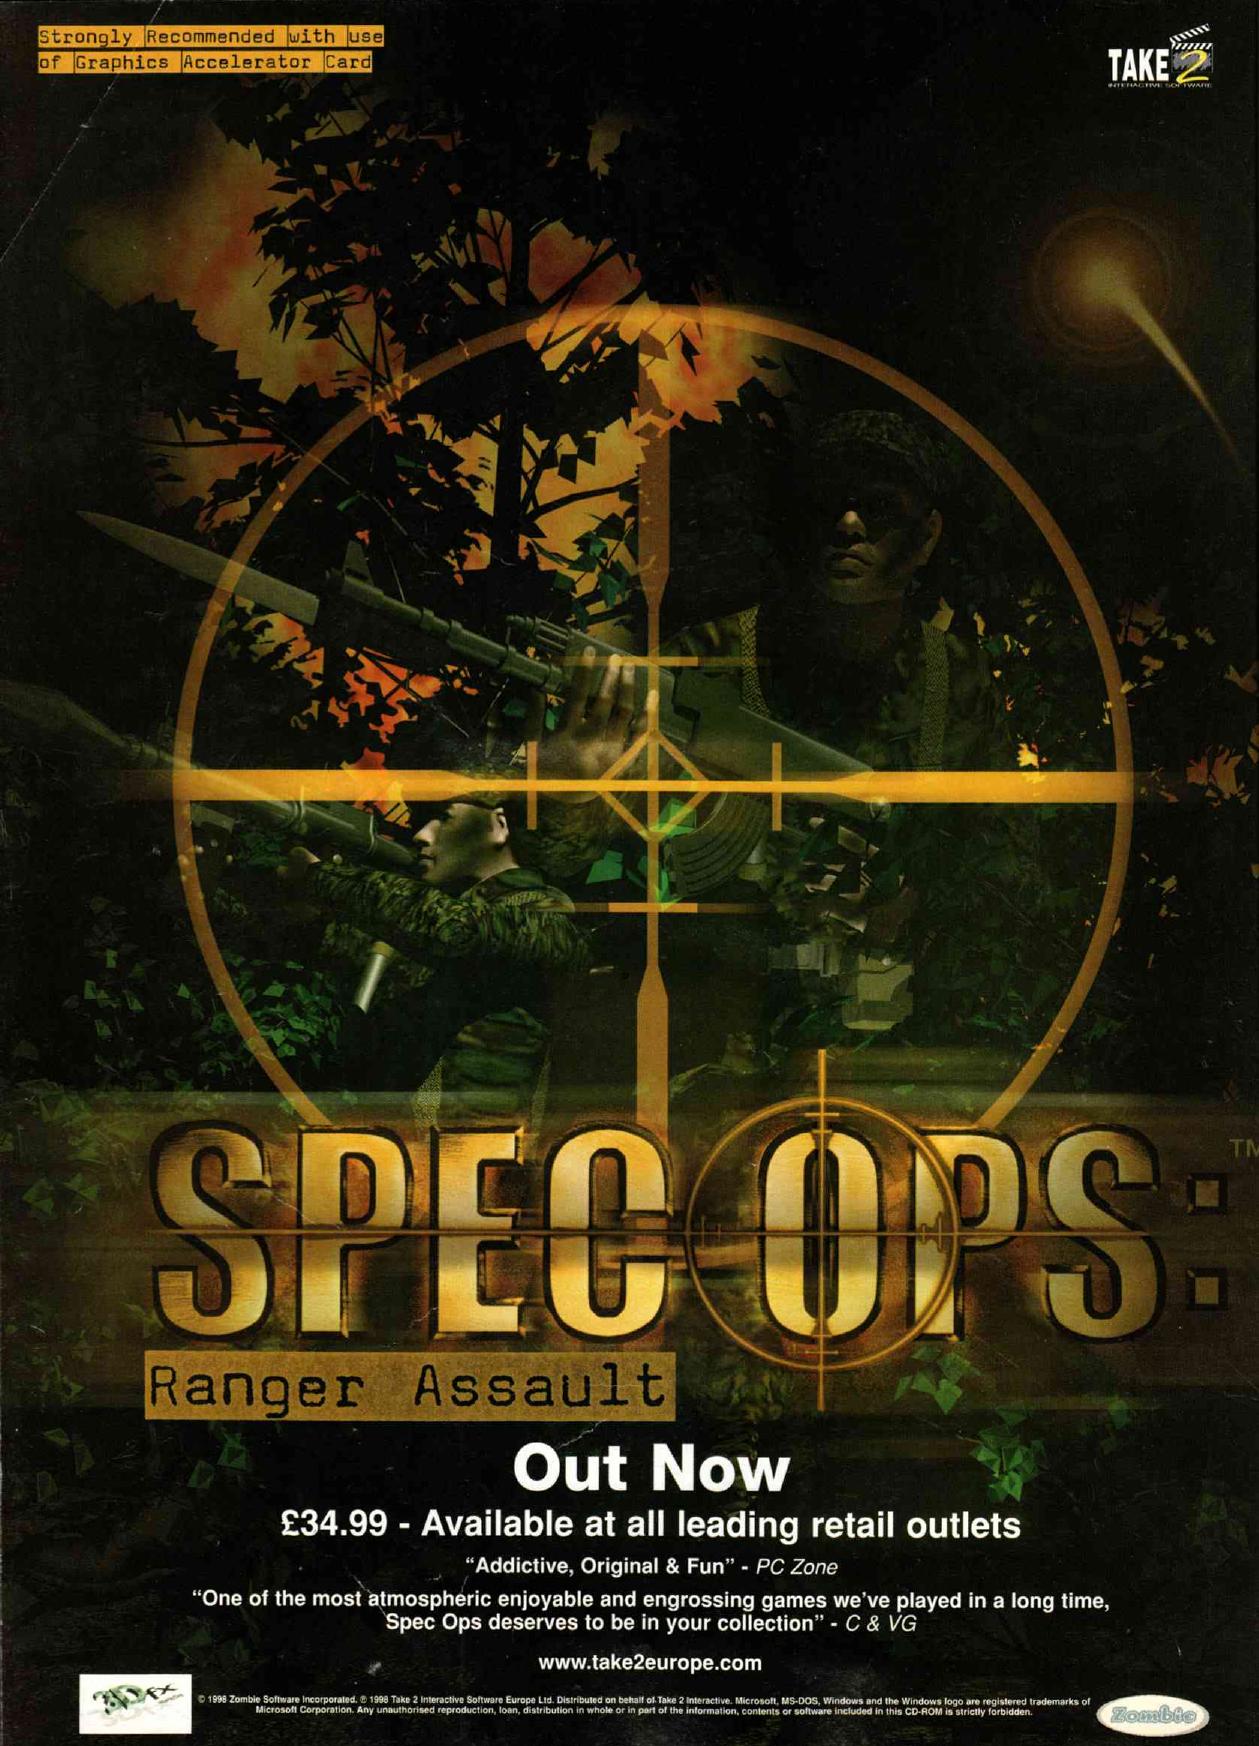 Strongly Recommended with use
of Graphics Accelerator Card
TAKE 2
INTERACTIVE SOFTWARE
SPEC OPS:
TM
Ranger Assault
Out Now
£34.99 - Available at all leading retail outlets
“Addictive, Original & Fun” - PC Zone
“One of the most atmospheric enjoyable and engrossing games we've played in a long time,
Spec Ops deserves to be in your collection” - C & VG
www.take2europe.com
3Dfx
© 1998 Zombie Software Incorporated. ℗ 1998 Take 2 Interactive Software Europe Ltd. Distributed on behalf of Take 2 Interactive. Microsoft, MS-DOS, Windows and the Windows logo are registered trademarks of
Microsoft Corporation. Any unauthorised reproduction, loan, distribution in whole or in part of the information, contents or software included in this CD-ROM is strictly forbidden.
Zombie